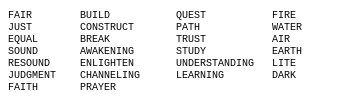 FAIR BUILD QUEST FIRE
JUST CONSTRUCT PATH WATER
EQUAL BREAK TRUST AIR
SOUND AWAKENING STUDY EARTH
RESOUND ENLIGHTEN UNDERSTANDING LITE
JUDGMENT CHANNELING LEARNING DARK
FAITH PRAYER